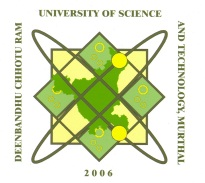 DEENBANDHU CHHOTU RAM
UNIVERSITY OF SCIENCE
AND TECHNOLOGY, MURTHAL
2006